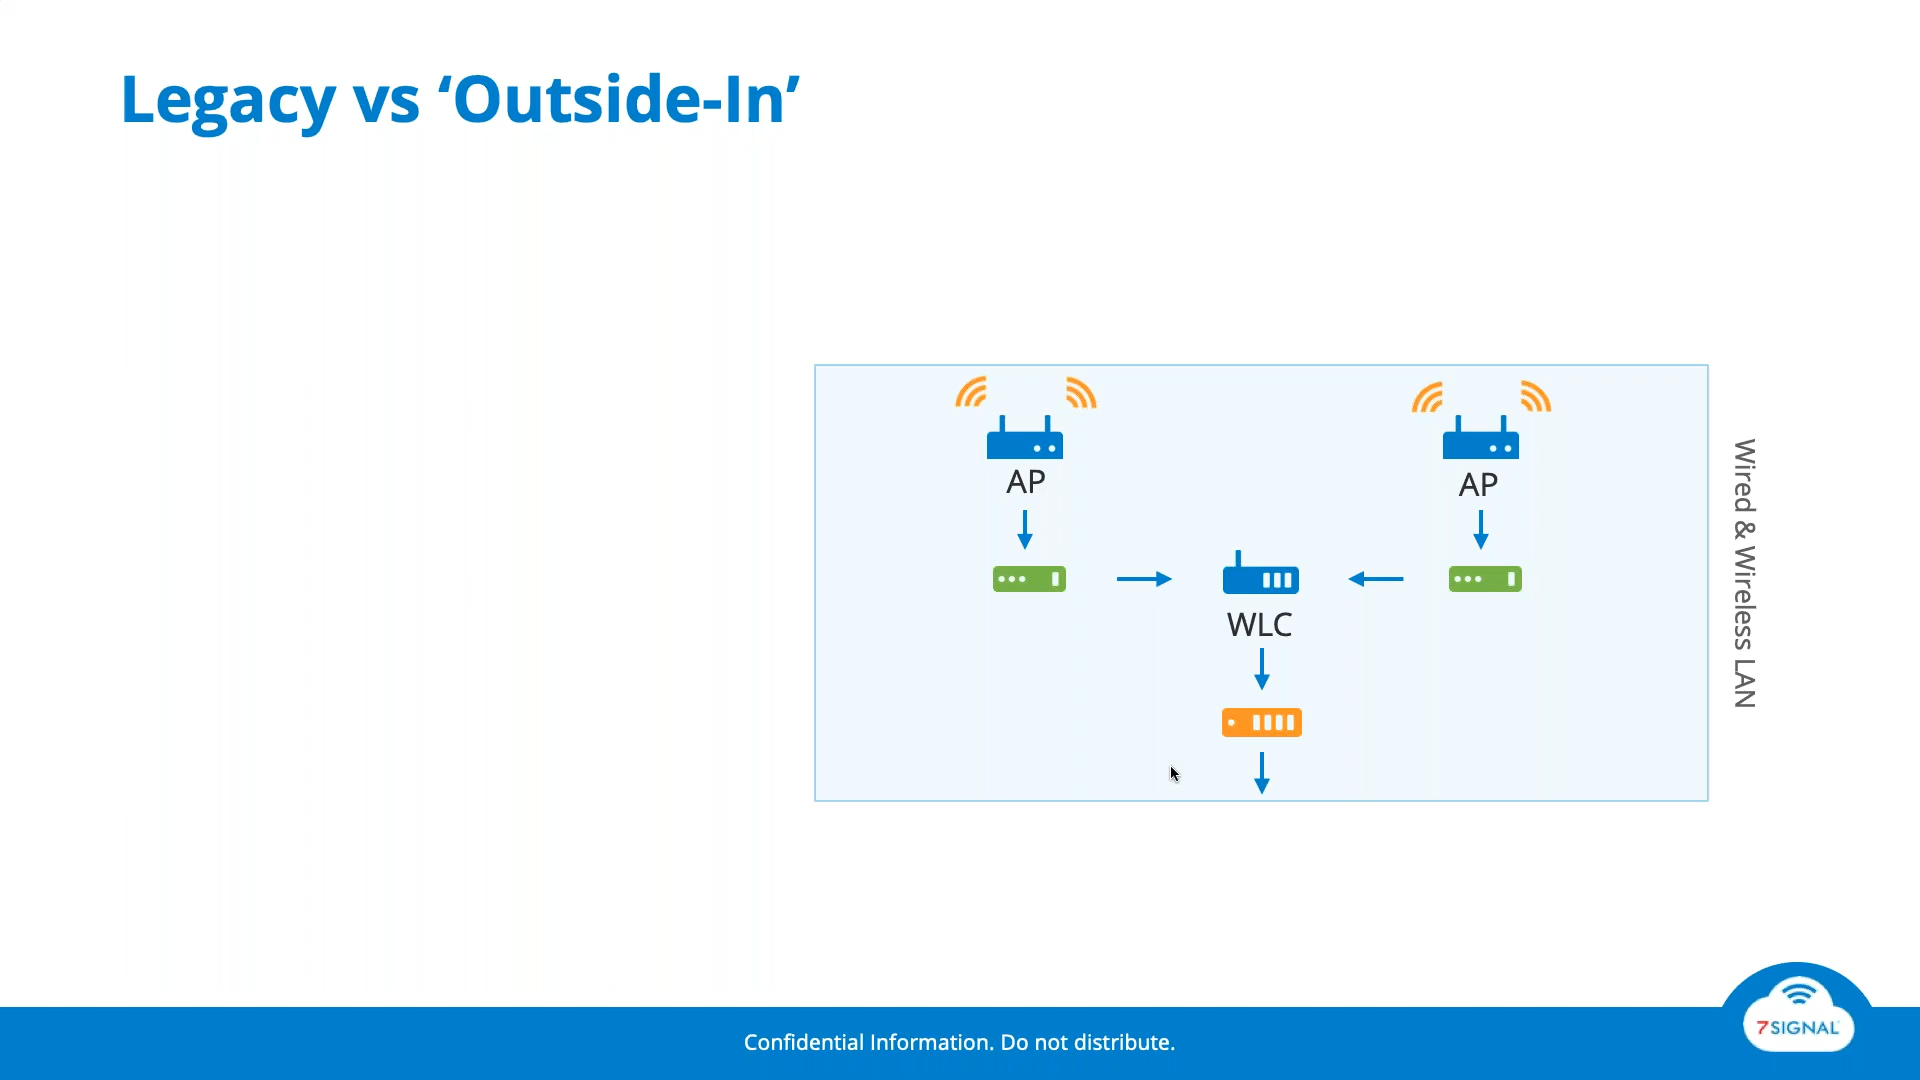 Legacy vs ‘Outside-In’
AP
AP
WLC
Wired & Wireless LAN
Confidential Information. Do not distribute.
7SIGNAL